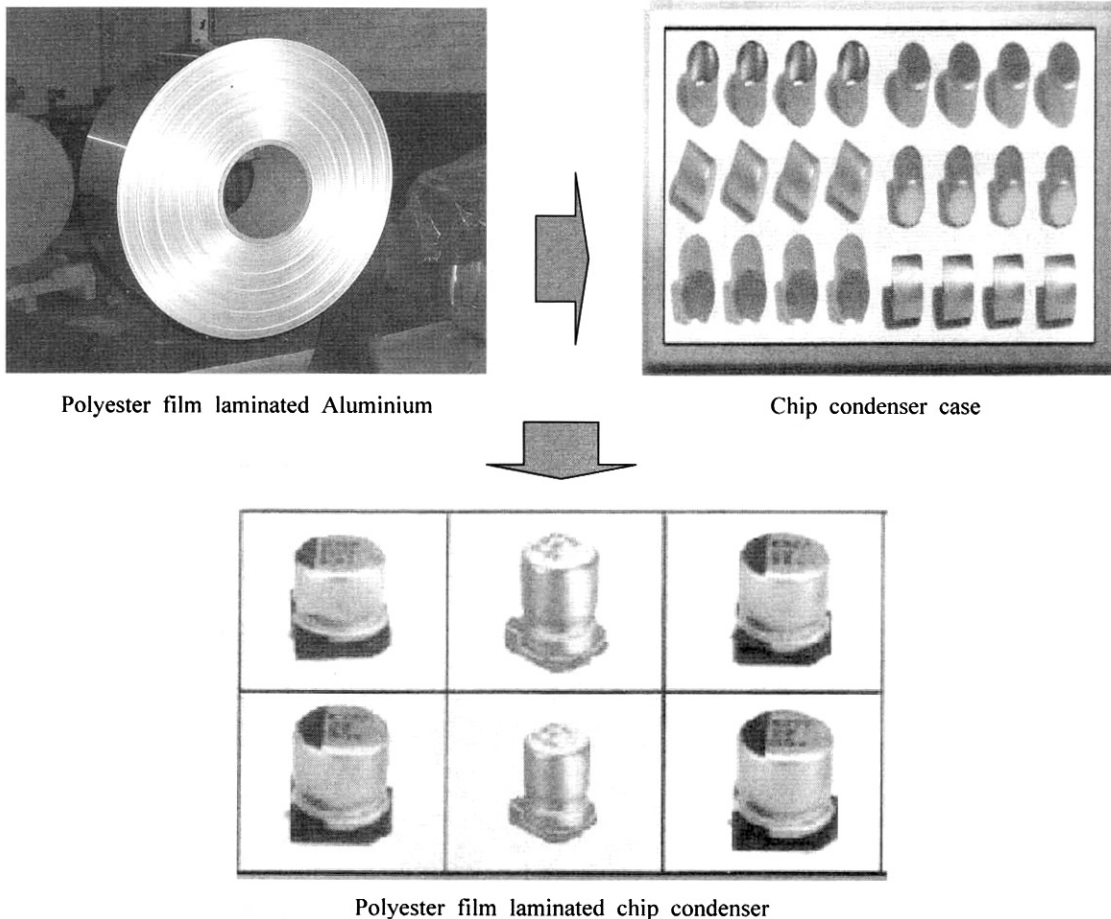 Polyester film laminated Aluminium
Chip condenser case
Polyester film laminated chip condenser